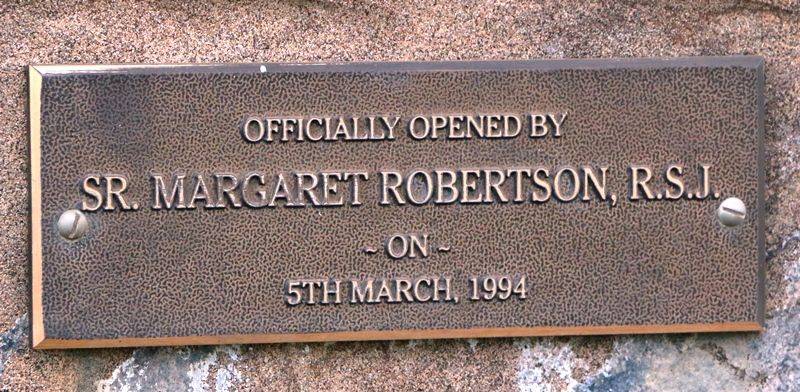 OFFICIALLY OPENED BY
SR. MARGARET ROBERTSON, R.S.J.
~ ON ~
5TH MARCH, 1994